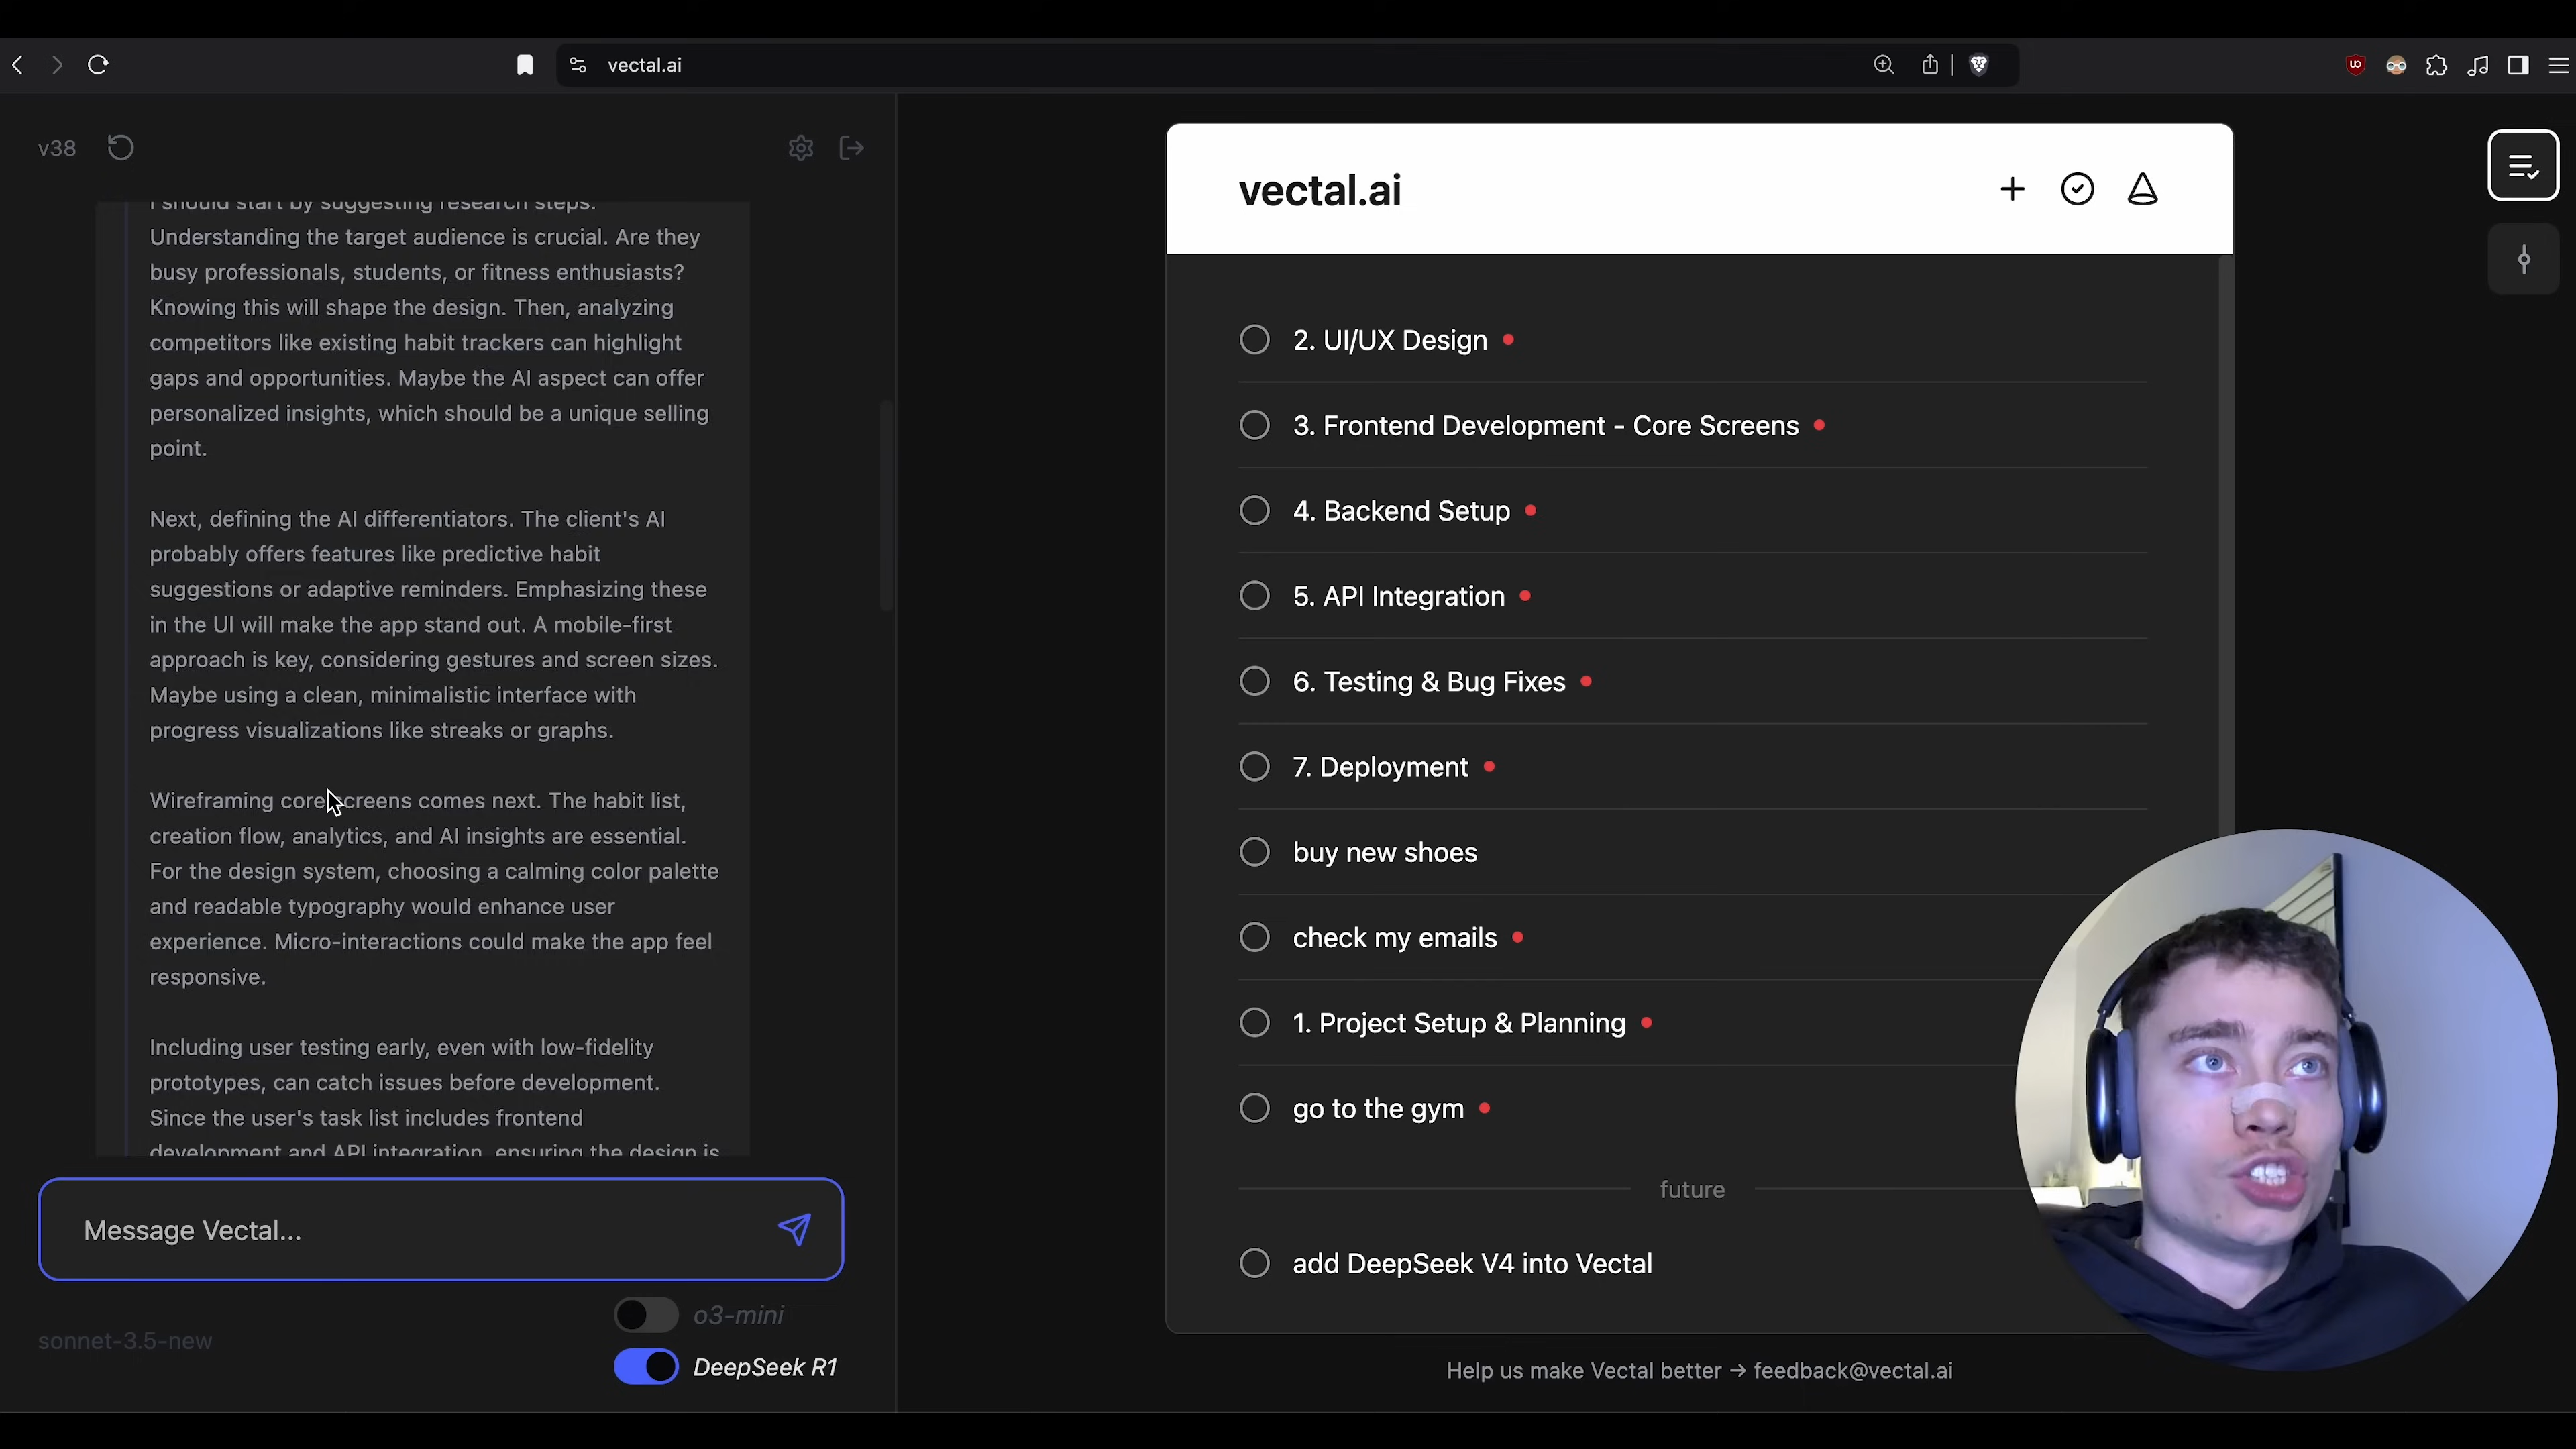 vectal.ai
v38
I should start by suggesting research steps.
Understanding the target audience is crucial. Are they
busy professionals, students, or fitness enthusiasts?
Knowing this will shape the design. Then, analyzing
competitors like existing habit trackers can highlight
gaps and opportunities. Maybe the AI aspect can offer
personalized insights, which should be a unique selling
point.
Next, defining the AI differentiators. The client's AI
probably offers features like predictive habit
suggestions or adaptive reminders. Emphasizing these
in the UI will make the app stand out. A mobile-first
approach is key, considering gestures and screen sizes.
Maybe using a clean, minimalistic interface with
progress visualizations like streaks or graphs.
Wireframing core screens comes next. The habit list,
creation flow, analytics, and AI insights are essential.
For the design system, choosing a calming color palette
and readable typography would enhance user
experience. Micro-interactions could make the app feel
responsive.
Including user testing early, even with low-fidelity
prototypes, can catch issues before development.
Since the user's task list includes frontend
development and API integration, ensuring the design is
Message Vectal...
o3-mini
sonnet-3.5-new
DeepSeek R1
vectal.ai
2. UI/UX Design
3. Frontend Development - Core Screens
4. Backend Setup
5. API Integration
6. Testing & Bug Fixes
7. Deployment
buy new shoes
check my emails
1. Project Setup & Planning
go to the gym
future
add DeepSeek V4 into Vectal
Help us make Vectal better → feedback@vectal.ai